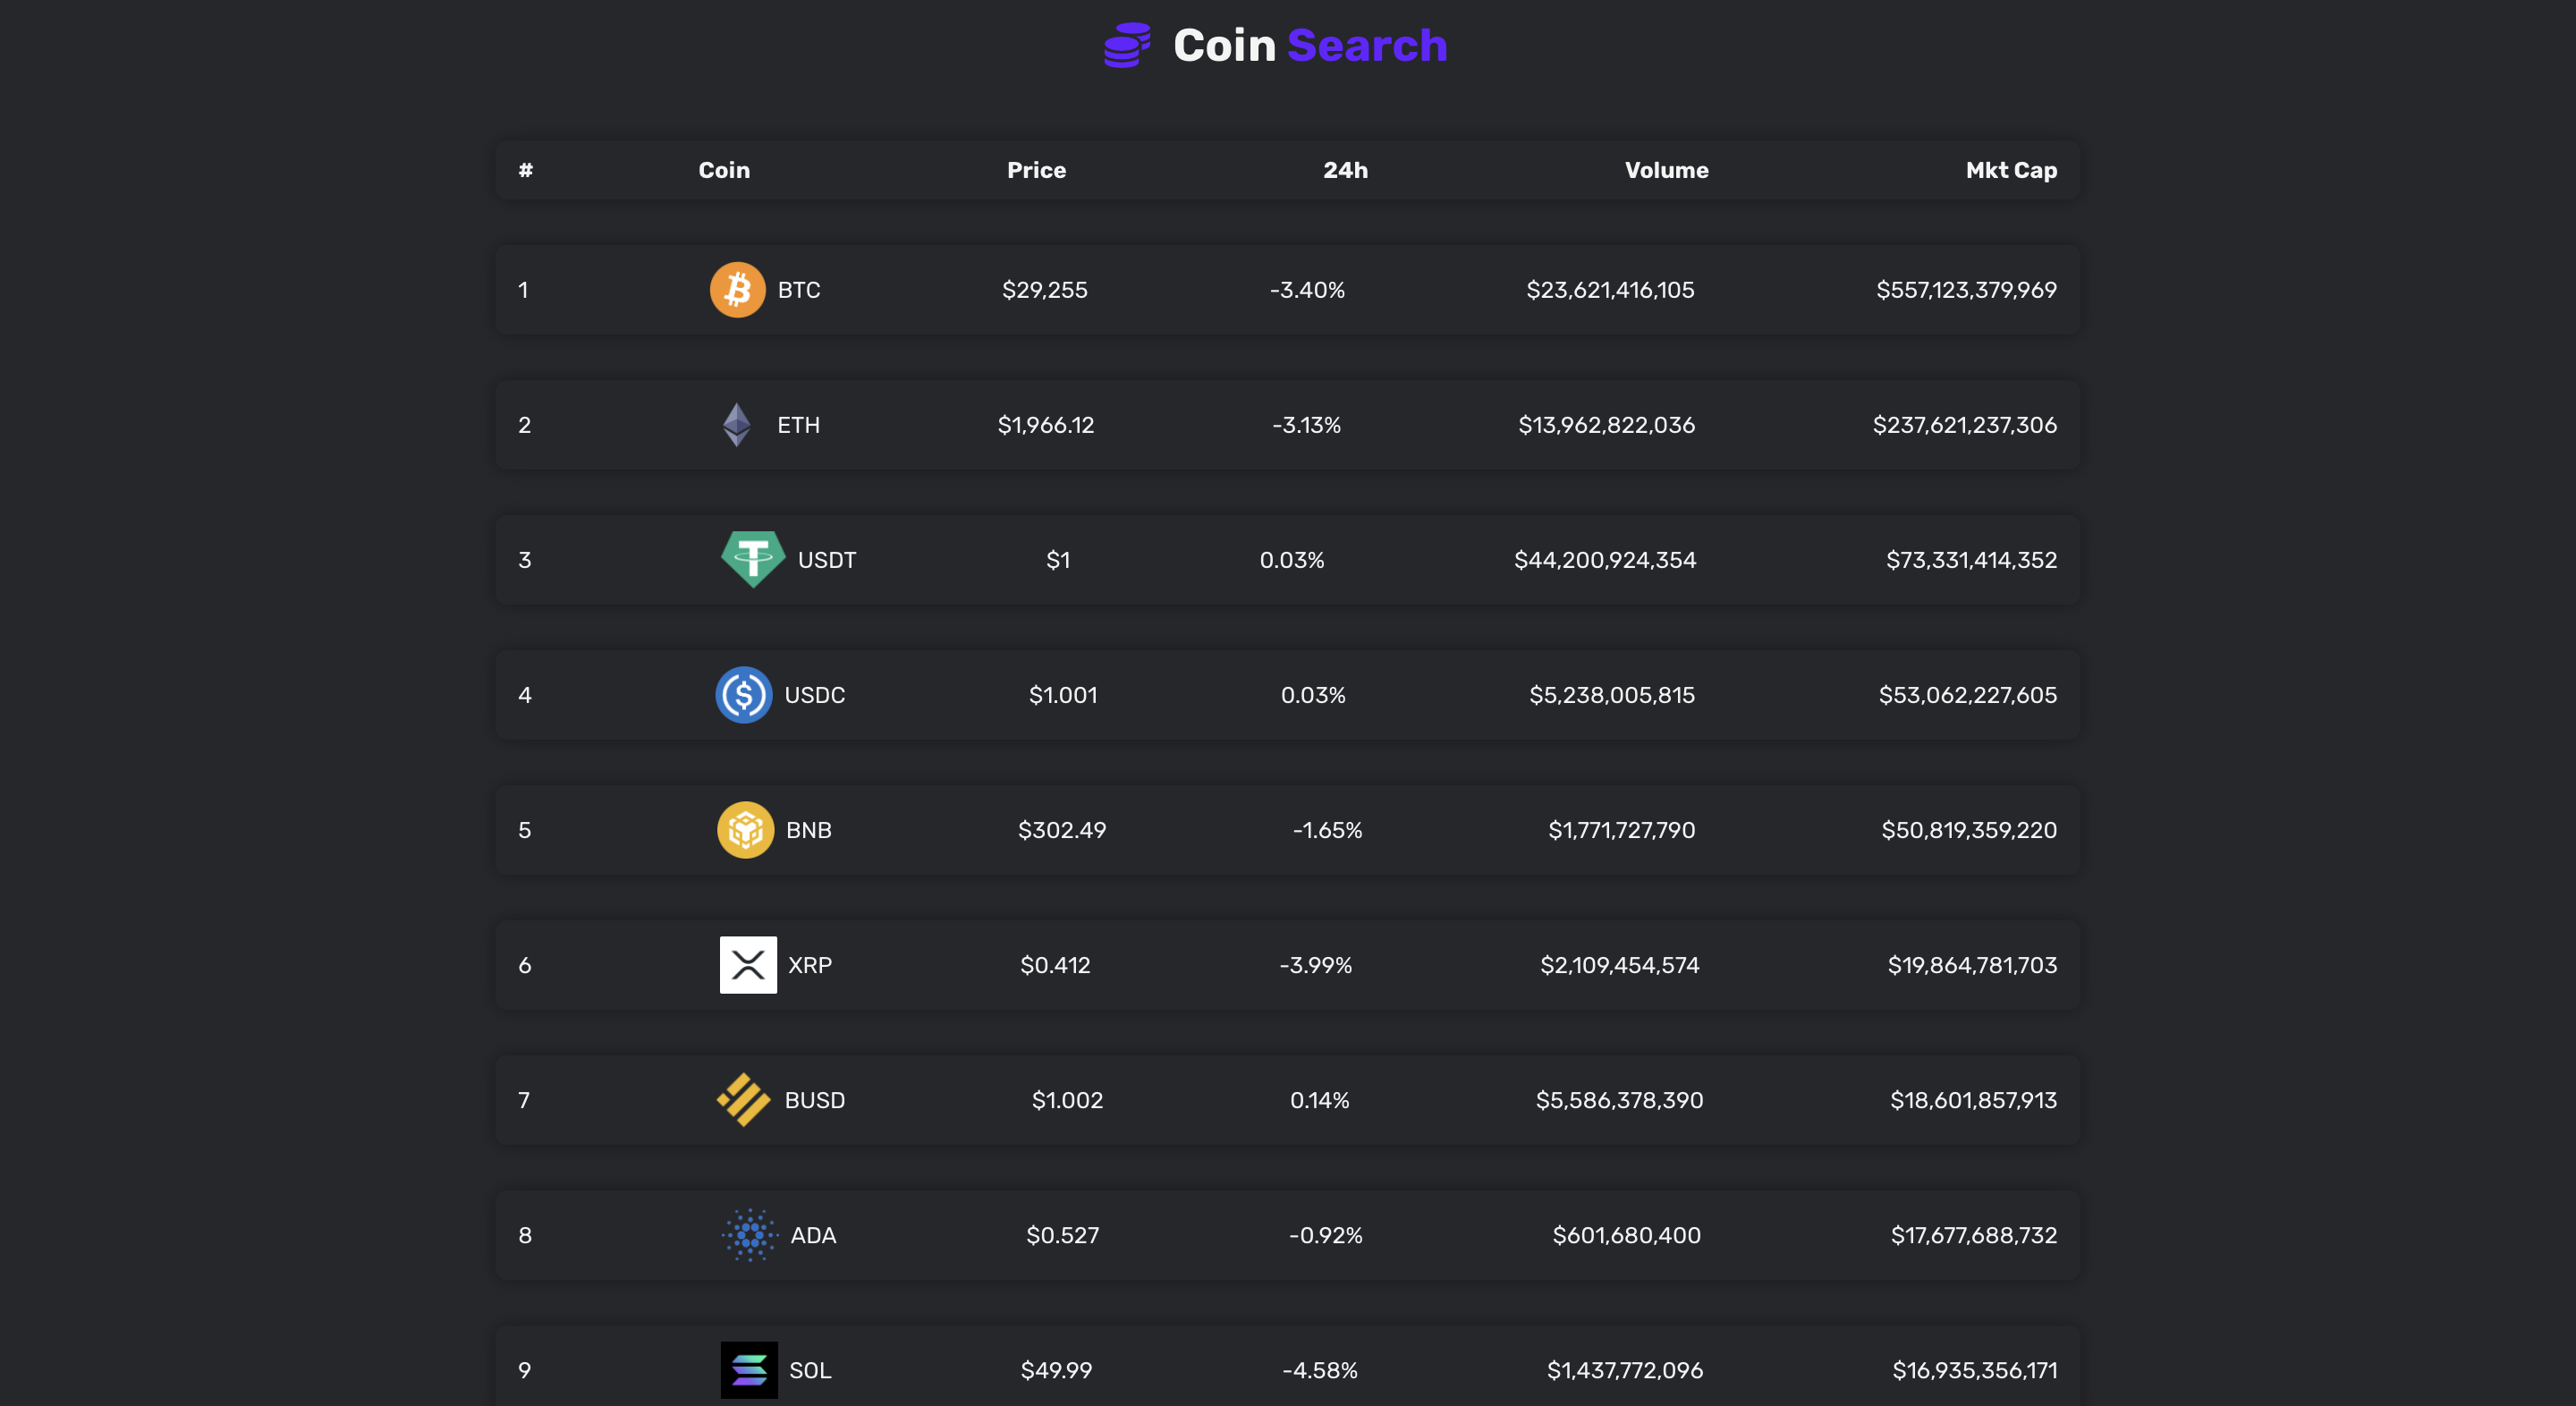 Coin Search
# Coin Price 24h Volume Mkt Cap
1 BTC $29,255 -3.40% $23,621,416,105 $557,123,379,969
2 ETH $1,966.12 -3.13% $13,962,822,036 $237,621,237,306
3 USDT $1 0.03% $44,200,924,354 $73,331,414,352
4 USDC $1.001 0.03% $5,238,005,815 $53,062,227,605
5 BNB $302.49 -1.65% $1,771,727,790 $50,819,359,220
6 XRP $0.412 -3.99% $2,109,454,574 $19,864,781,703
7 BUSD $1.002 0.14% $5,586,378,390 $18,601,857,913
8 ADA $0.527 -0.92% $601,680,400 $17,677,688,732
9 SOL $49.99 -4.58% $1,437,772,096 $16,935,356,171